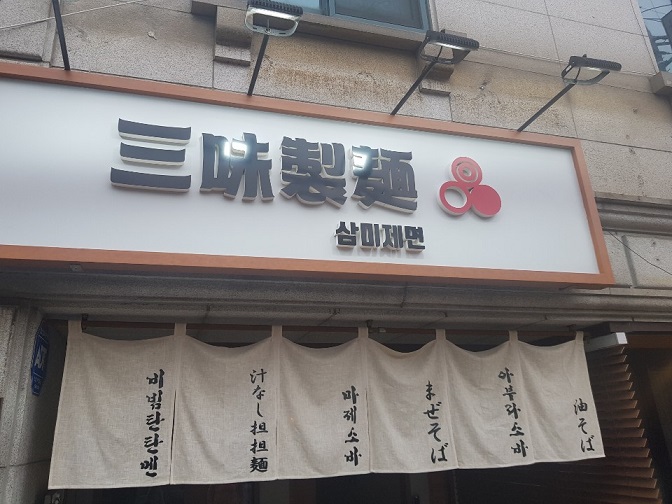 三味製麺
삼미제면
비빔탄탄멘
汁なし担担麺
마제소바
まぜそば
아부라소바
油そば